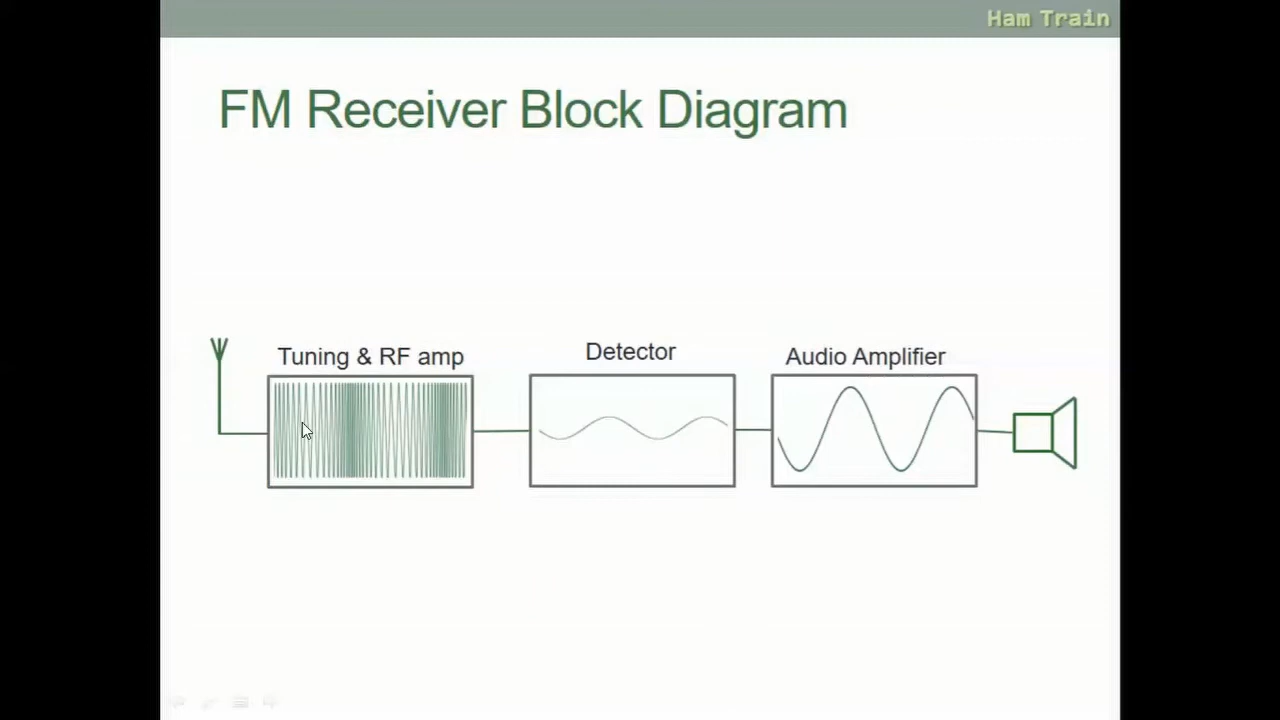 Ham Train
FM Receiver Block Diagram
Tuning & RF amp
Detector
Audio Amplifier